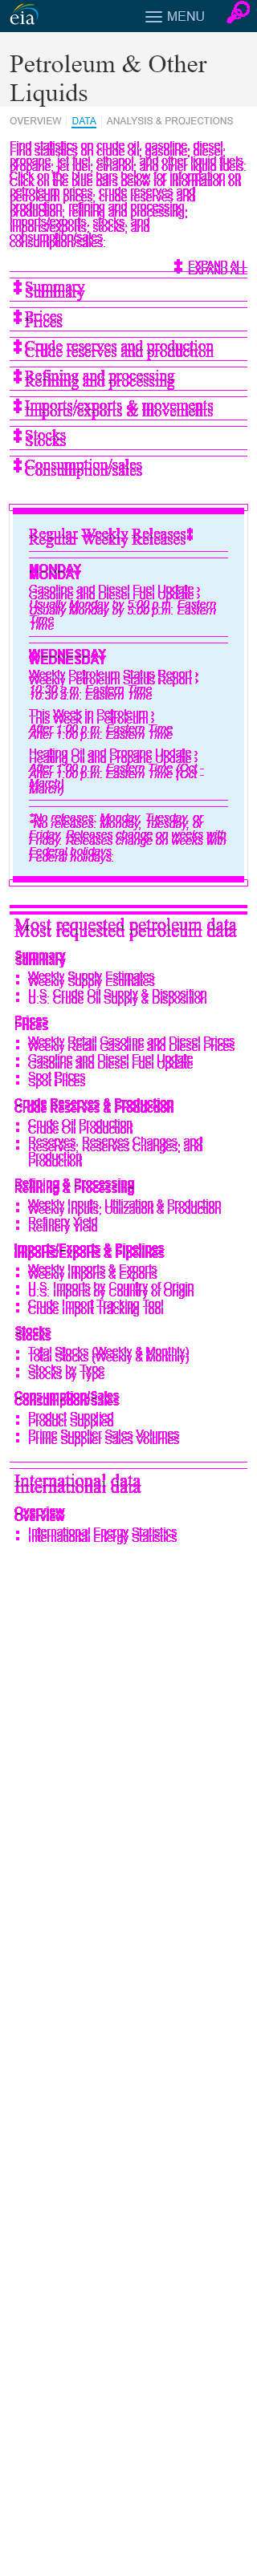 eia
MENU
Petroleum & Other
Liquids
OVERVIEW DATA ANALYSIS & PROJECTIONS
Find statistics on crude oil, gasoline, diesel,
propane, jet fuel, ethanol, and other liquid fuels.
Click on the blue bars below for information on
petroleum prices, crude reserves and
production, refining and processing,
imports/exports, stocks, and
consumption/sales.
+ EXPAND ALL
+ Summary
+ Prices
+ Crude reserves and production
+ Refining and processing
+ Imports/exports & movements
+ Stocks
+ Consumption/sales
Regular Weekly Releases‡
MONDAY
Gasoline and Diesel Fuel Update ›
Usually Monday by 5:00 p.m. Eastern
Time
WEDNESDAY
Weekly Petroleum Status Report ›
10:30 a.m. Eastern Time
This Week in Petroleum ›
After 1:00 p.m. Eastern Time
Heating Oil and Propane Update ›
After 1:00 p.m. Eastern Time (Oct -
March)
‡No releases: Monday, Tuesday, or
Friday. Releases change on weeks with
Federal holidays.
Most requested petroleum data
Summary
Weekly Supply Estimates
U.S. Crude Oil Supply & Disposition
Prices
Weekly Retail Gasoline and Diesel Prices
Gasoline and Diesel Fuel Update
Spot Prices
Crude Reserves & Production
Crude Oil Production
Reserves, Reserves Changes, and
Production
Refining & Processing
Weekly Inputs, Utilization & Production
Refinery Yield
Imports/Exports & Pipelines
Weekly Imports & Exports
U.S. Imports by Country of Origin
Crude Import Tracking Tool
Stocks
Total Stocks (Weekly & Monthly)
Stocks by Type
Consumption/Sales
Product Supplied
Prime Supplier Sales Volumes
International data
Overview
International Energy Statistics